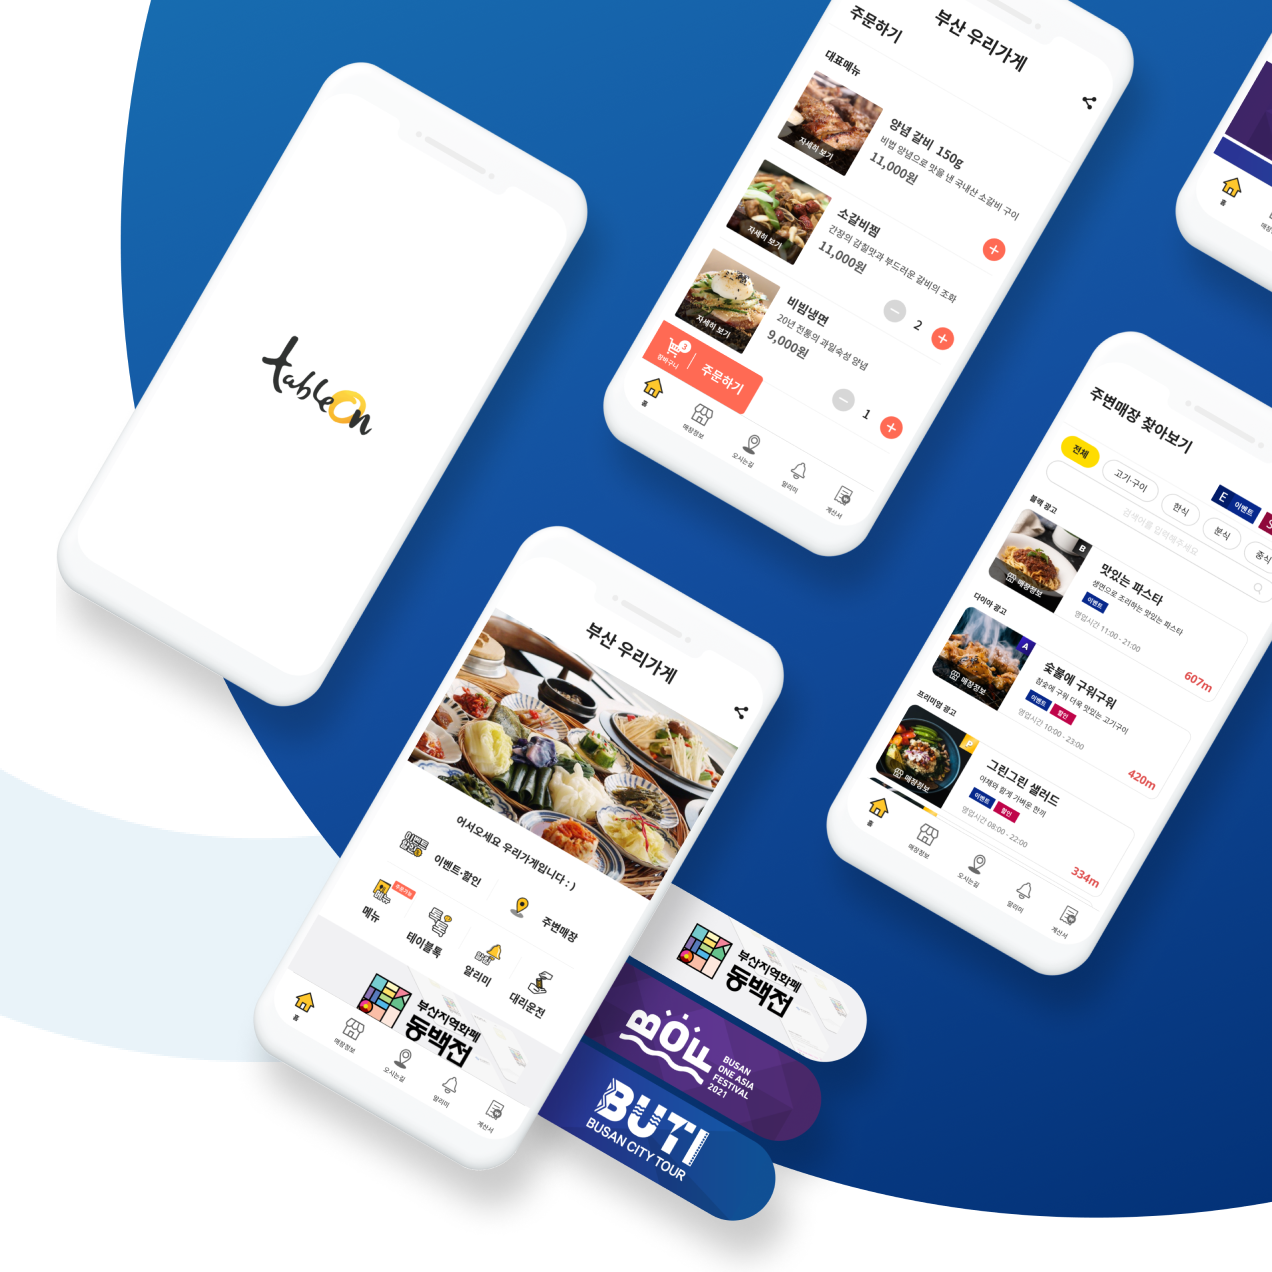 tableOn
주문하기
부산 우리가게
대표메뉴
양념 갈비 150g
비법 양념으로 맛을 낸 국내산 소갈비 구이
11,000원
자세히 보기
소갈비찜
간장의 감칠맛과 부드러운 갈비의 조화
11,000원
자세히 보기
2
비빔냉면
20년 전통의 과일숙성 양념
9,000원
자세히 보기
1
3
장바구니
주문하기
홈
매장정보
오시는길
알리미
계산서
홈
주변매장 찾아보기
E 이벤트
전체
고기·구이
한식
분식
중식
검색어를 입력해주세요
블랙 광고
B
매장정보
맛있는 파스타
생면으로 조리하는 맛있는 파스타
이벤트
영업시간 11:00 - 21:00
607m
다이아 광고
A
매장정보
숯불에 구워구워
참숯에 구워 더욱 맛있는 고기구이
이벤트
할인
영업시간 10:00 - 23:00
420m
프리미엄 광고
P
매장정보
그린그린 샐러드
야채와 함께 가벼운 한끼
이벤트
할인
영업시간 08:00 - 22:00
334m
홈
매장정보
오시는길
알리미
계산서
부산 우리가게
어서오세요 우리가게입니다 : )
이벤트·할인
주변매장
메뉴
테이블톡
알리미
대리운전
부산지역화폐
동백전
홈
매장정보
오시는길
알리미
계산서
부산지역화폐
동백전
BOF
BUSAN
ONE ASIA
FESTIVAL
2021
BUTI
BUSAN CITY TOUR